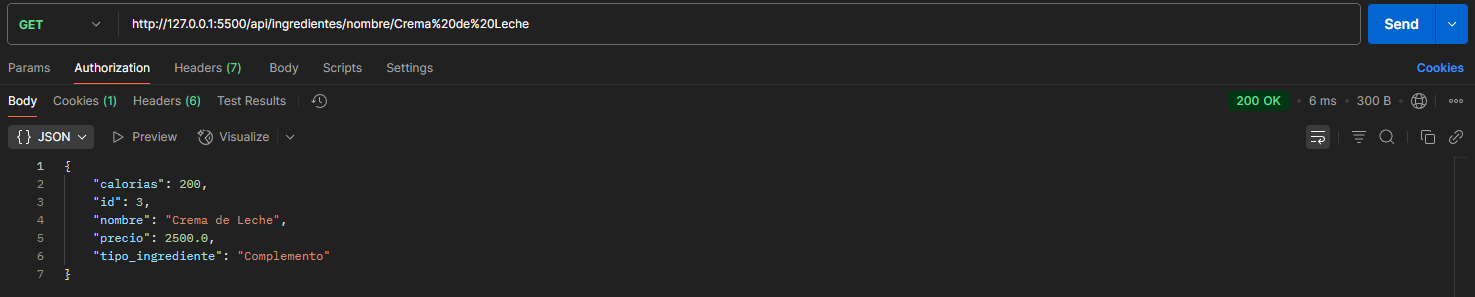 GET http://127.0.0.1:5500/api/ingredientes/nombre/Crema%20de%20Leche Send
Params Authorization Headers (7) Body Scripts Settings Cookies
Body Cookies (1) Headers (6) Test Results 200 OK • 6 ms • 300 B
{} JSON Preview Visualize
1 {
2 "calorias": 200,
3 "id": 3,
4 "nombre": "Crema de Leche",
5 "precio": 2500.0,
6 "tipo_ingrediente": "Complemento"
7 }